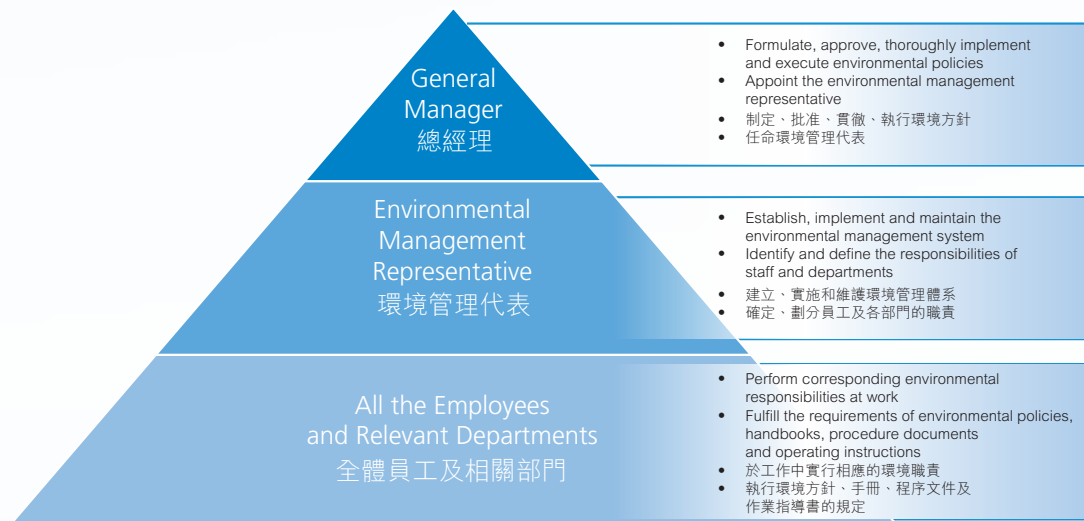 General
Manager
總經理
• Formulate, approve, thoroughly implement
and execute environmental policies
• Appoint the environmental management
representative
• 制定、批准、貫徹、執行環境方針
• 任命環境管理代表
Environmental
Management
Representative
環境管理代表
• Establish, implement and maintain the
environmental management system
• Identify and define the responsibilities of
staff and departments
• 建立、實施和維護環境管理體系
• 確定、劃分員工及各部門的職責
All the Employees
and Relevant Departments
全體員工及相關部門
• Perform corresponding environmental
responsibilities at work
• Fulfill the requirements of environmental policies,
handbooks, procedure documents
and operating instructions
• 於工作中實行相應的環境職責
• 執行環境方針、手冊、程序文件及
作業指導書的規定